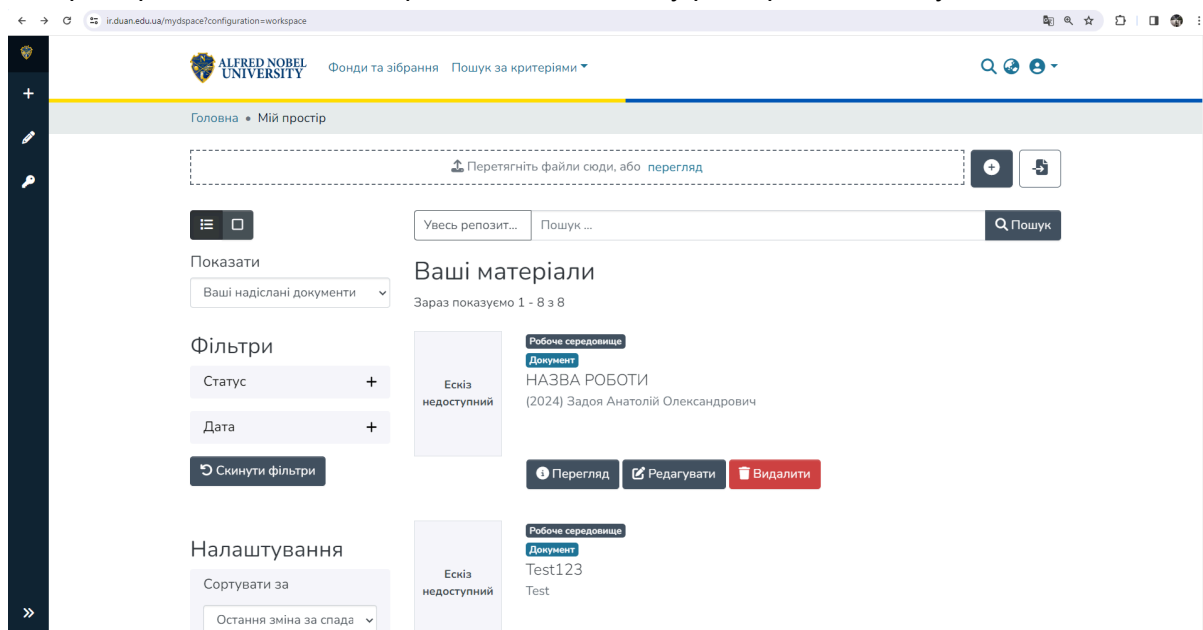 ir.duan.edu.ua/mydspace?configuration=workspace
ALFRED NOBEL
UNIVERSITY
Фонди та зібрання Пошук за критеріями
Головна • Мій простір
Перетягніть файли сюди, або перегляд
Увесь репозит... Пошук ... Пошук
Показати
Ваші надіслані документи
Ваші матеріали
Зараз показуємо 1 - 8 з 8
Фільтри
Статус
Дата
Скинути фільтри
Ескіз
недоступний
Робоче середовище
Документ
НАЗВА РОБОТИ
(2024) Задоя Анатолій Олександрович
Перегляд Редагувати Видалити
Налаштування
Сортувати за
Остання зміна за спада
Ескіз
недоступний
Робоче середовище
Документ
Test123
Test